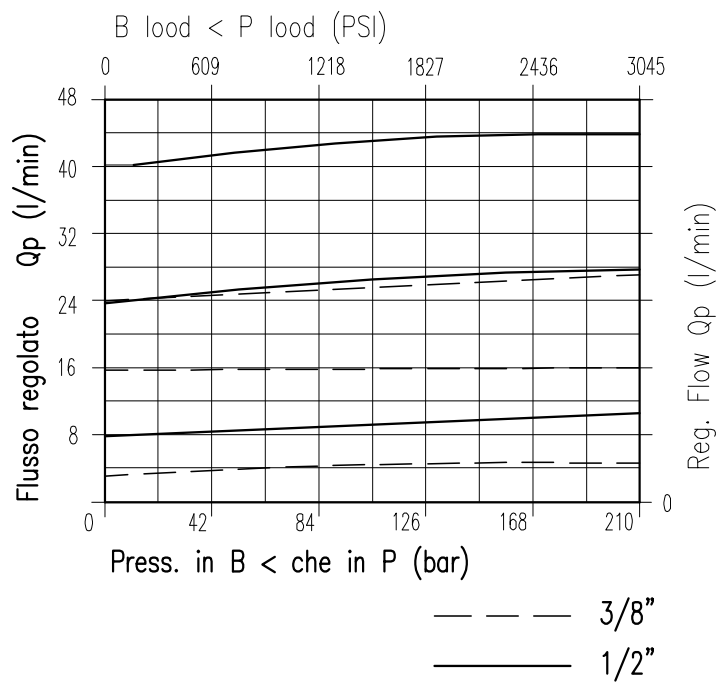 B lood < P lood (PSI)
0 609 1218 1827 2436 3045
48
40
32
24
16
8
Flusso regolato Qp (l/min)
Reg. Flow Qp (l/min)
0
0 42 84 126 168 210
Press. in B < che in P (bar)
3/8"
1/2"